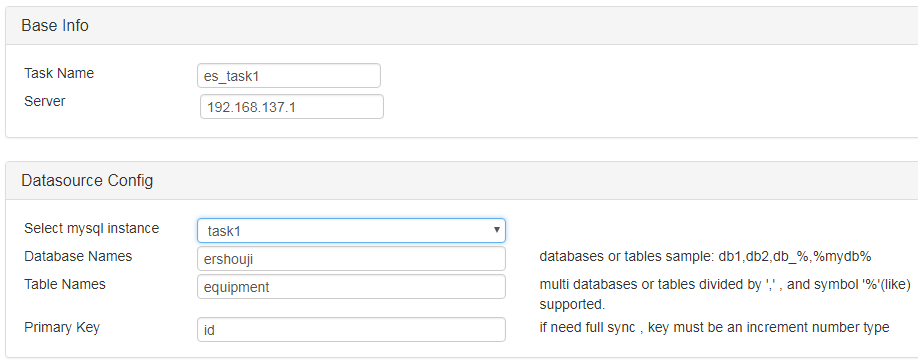 Base Info
Task Name es_task1
Server 192.168.137.1
Datasource Config
Select mysql instance task1
Database Names ershouji databases or tables sample: db1,db2,db_%,%mydb%
Table Names equipment multi databases or tables divided by ',' , and symbol '%'(like)
supported.
Primary Key id if need full sync , key must be an increment number type